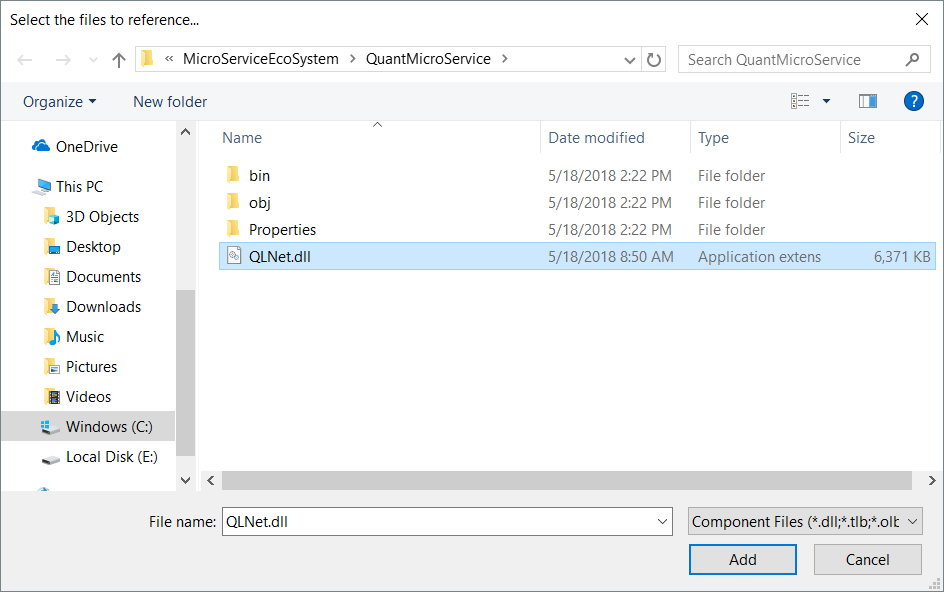 Select the files to reference...
« MicroServiceEcoSystem > QuantMicroService >
Search QuantMicroService
Organize New folder
?
Name Date modified Type Size
OneDrive
This PC
3D Objects
Desktop
Documents
Downloads
Music
Pictures
Videos
Windows (C:)
Local Disk (E:)
bin 5/18/2018 2:22 PM File folder
obj 5/18/2018 2:22 PM File folder
Properties 5/18/2018 2:22 PM File folder
QLNet.dll 5/18/2018 8:50 AM Application extens 6,371 KB
File name: QLNet.dll Component Files (*.dll;*.tlb;*.olb
Add Cancel